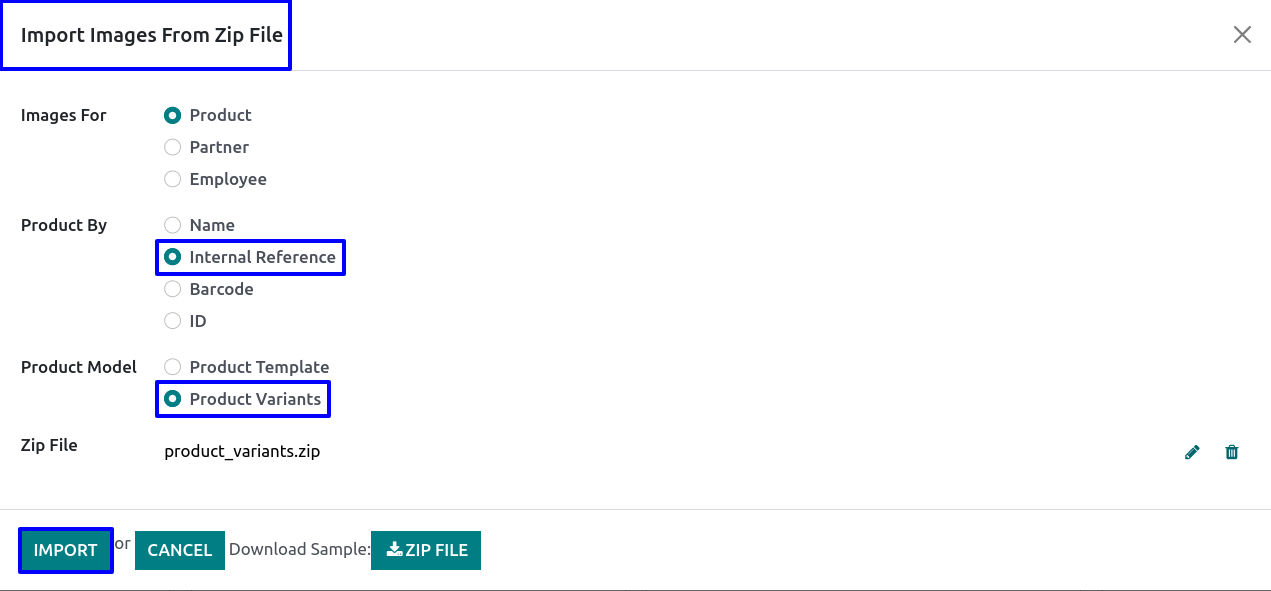 Import Images From Zip File
Images For
Product
Partner
Employee
Product By
Name
Internal Reference
Barcode
ID
Product Model
Product Template
Product Variants
Zip File
product_variants.zip
IMPORT or CANCEL Download Sample: ZIP FILE